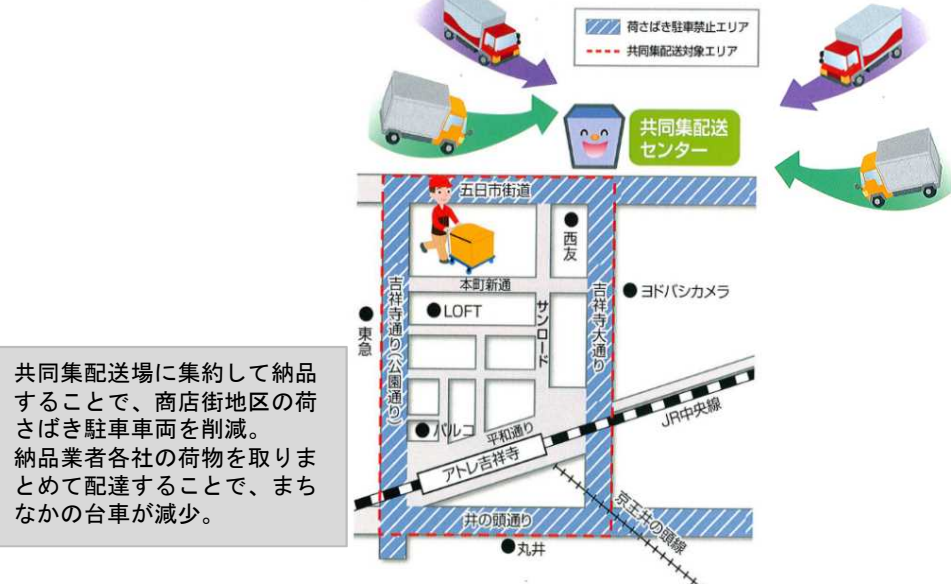 荷さばき駐車禁止エリア
共同集配送対象エリア
共同集配送
センター
五日市街道
西友
本町新通
ヨドバシカメラ
LOFT
サンロード
吉祥寺大通り
東急
吉祥寺通り(公園通り)
パルコ
平和通り
JR中央線
アトレ吉祥寺
井の頭通り
京王井の頭線
丸井
共同集配送場に集約して納品
することで、商店街地区の荷
さばき駐車車両を削減。
納品業者各社の荷物を取りま
とめて配達することで、まち
なかの台車が減少。